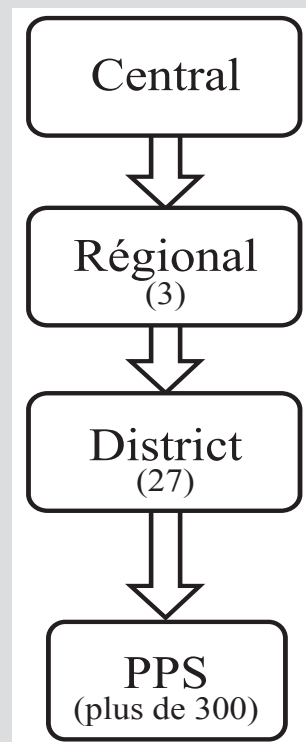 Central
Régional
(3)
District
(27)
PPS
(plus de 300)